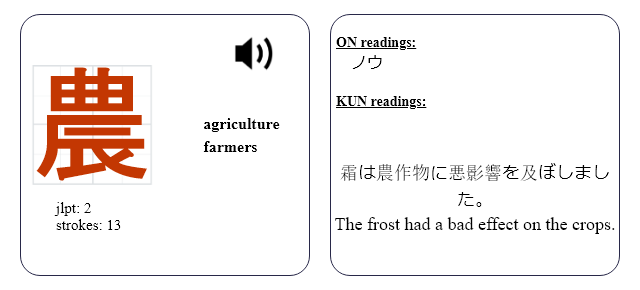 農
agriculture
farmers
jlpt: 2
strokes: 13
ON readings:
ノウ
KUN readings:
霜は農作物に悪影響を及ぼしまし
た。
The frost had a bad effect on the crops.